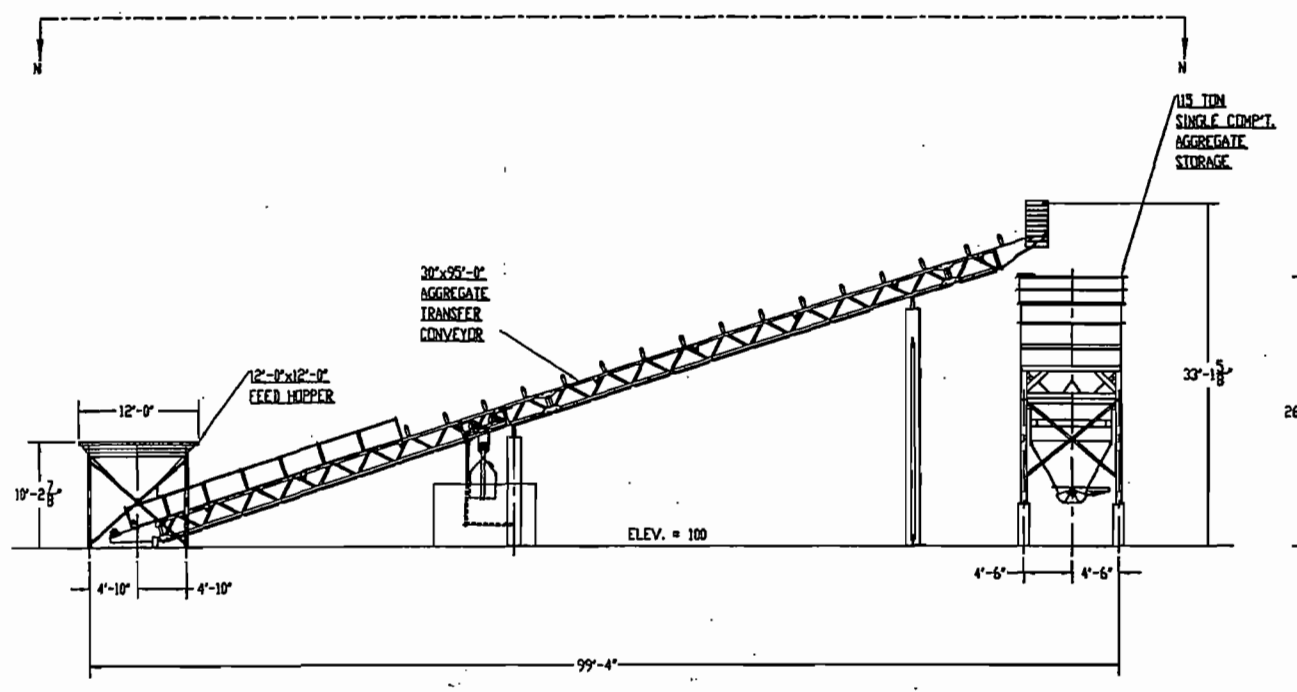 N
N
115 TON
SINGLE COMP'T.
AGGREGATE
STORAGE
30"x95'-0"
AGGREGATE
TRANSFER
CONVEYOR
12'-0"x12'-0"
FEED HOPPER
12'-0"
33'-1 5/8"
26
10'-2 7/8"
ELEV. = 100
4'-10"
4'-10"
4'-6"
4'-6"
99'-4"